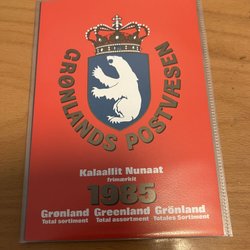 GRØNLANDS POSTVÆSEN
Kalaallit Nunaat
frimærkit
1985
Grønland Greenland Grönland
Total sortiment Total assortment Totales Sortiment